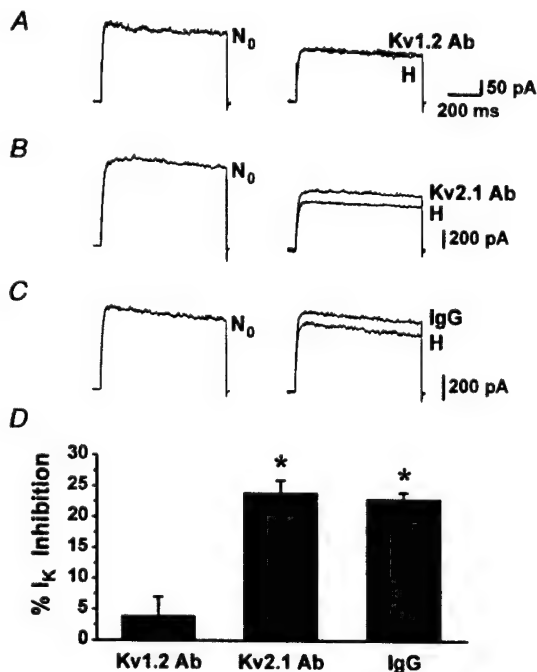 A
N₀
Kv1.2 Ab
H
50 pA
200 ms
B
N₀
Kv2.1 Ab
H
200 pA
C
N₀
IgG
H
200 pA
D
% I_K Inhibition
30
25
20
15
10
5
0
*
*
Kv1.2 Ab Kv2.1 Ab IgG